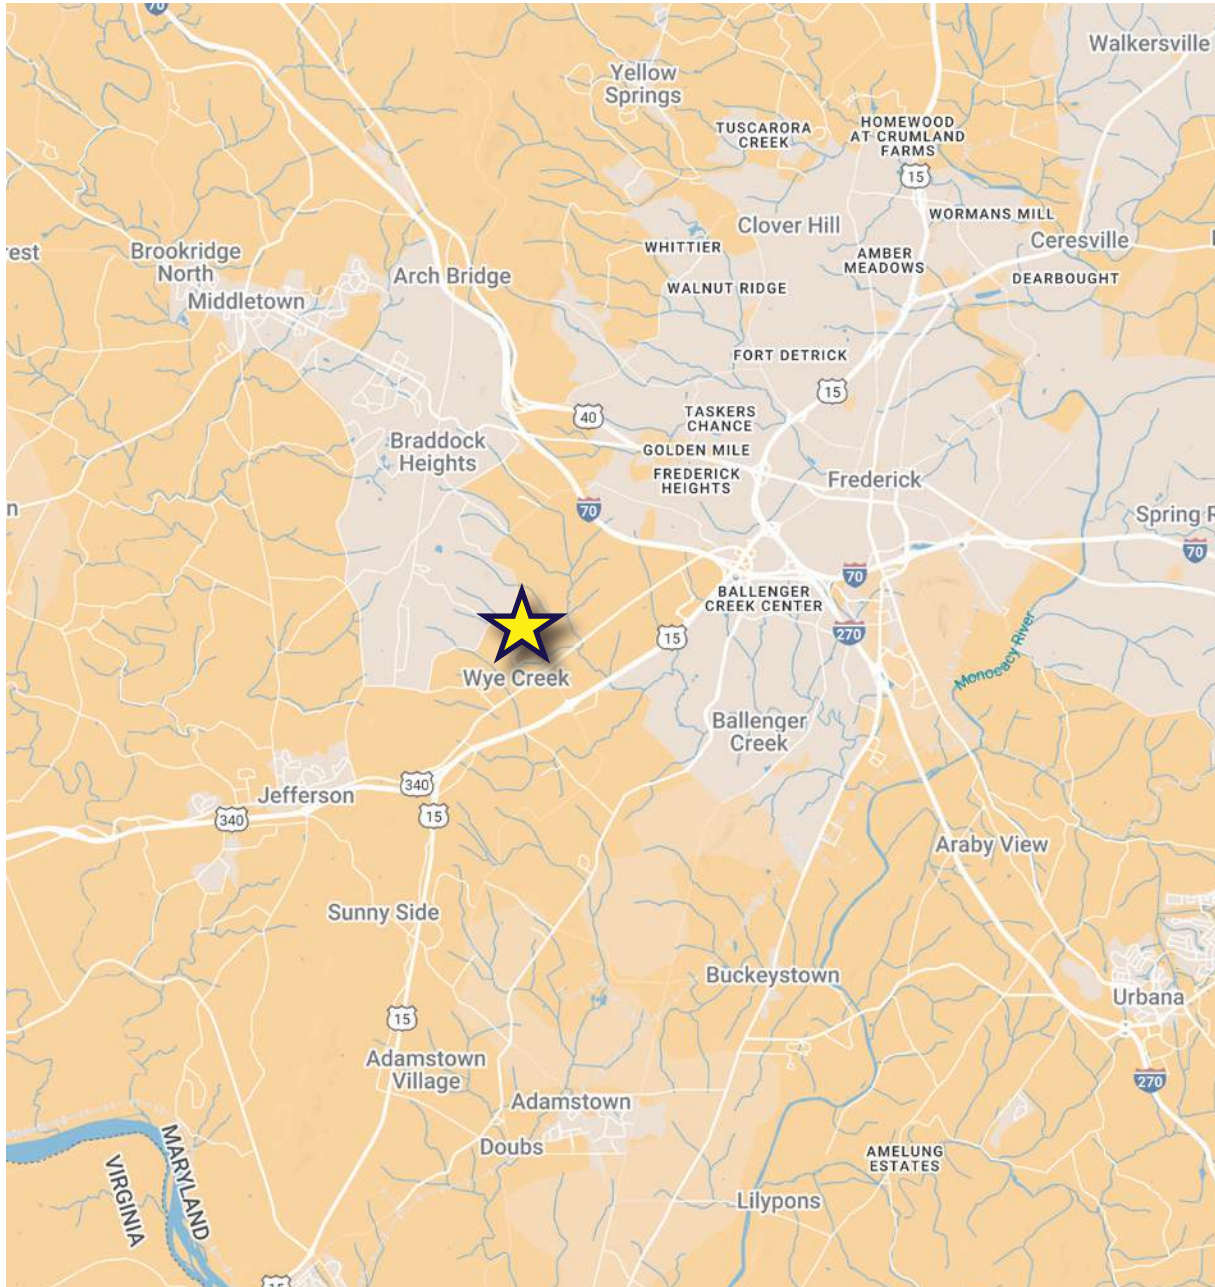 70
Walkersville
Yellow
Springs
TUSCARORA
CREEK
HOMEWOOD
AT CRUMLAND
FARMS
15
WORMANS MILL
Clover Hill
Ceresville
rest
Brookridge
North
WHITTIER
AMBER
MEADOWS
Arch Bridge
DEARBOUGHT
WALNUT RIDGE
Middletown
FORT DETRICK
15
40
TASKERS
CHANCE
Braddock
Heights
GOLDEN MILE
FREDERICK
HEIGHTS
Frederick
n
70
Spring R
70
70
BALLENGER
CREEK CENTER
15
270
Monocacy River
Wye Creek
Ballenger
Creek
340
Jefferson
340
15
Araby View
Sunny Side
Buckeystown
Urbana
15
Adamstown
Village
270
Adamstown
Doubs
MARYLAND
VIRGINIA
AMELUNG
ESTATES
Lilypons
15